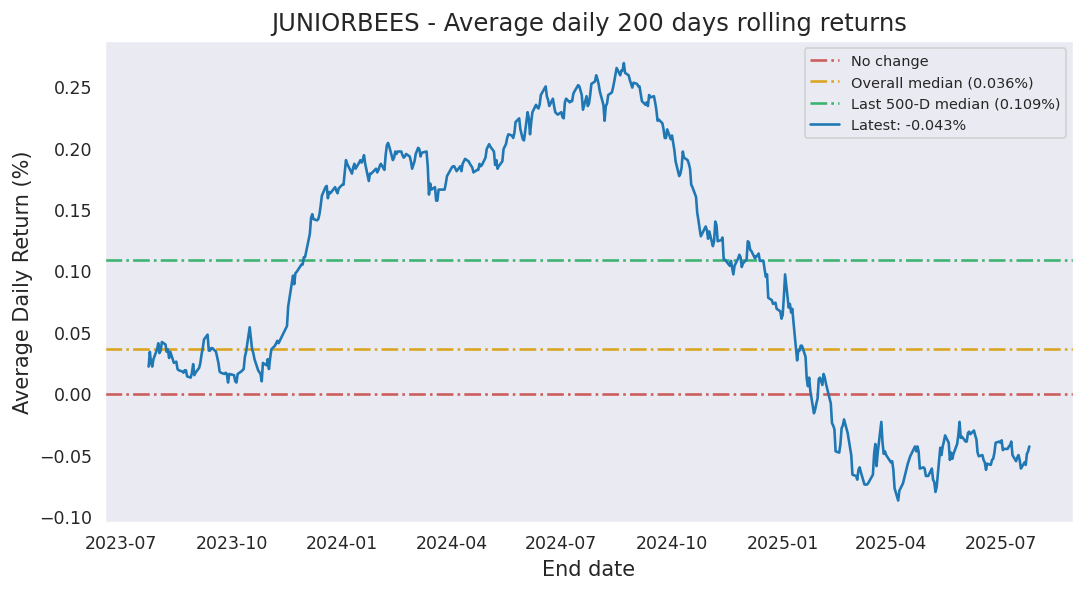 JUNIORBEES - Average daily 200 days rolling returns
No change
Overall median (0.036%)
Last 500-D median (0.109%)
Latest: -0.043%
Average Daily Return (%)
0.25
0.20
0.15
0.10
0.05
0.00
−0.05
−0.10
2023-07 2023-10 2024-01 2024-04 2024-07 2024-10 2025-01 2025-04 2025-07
End date